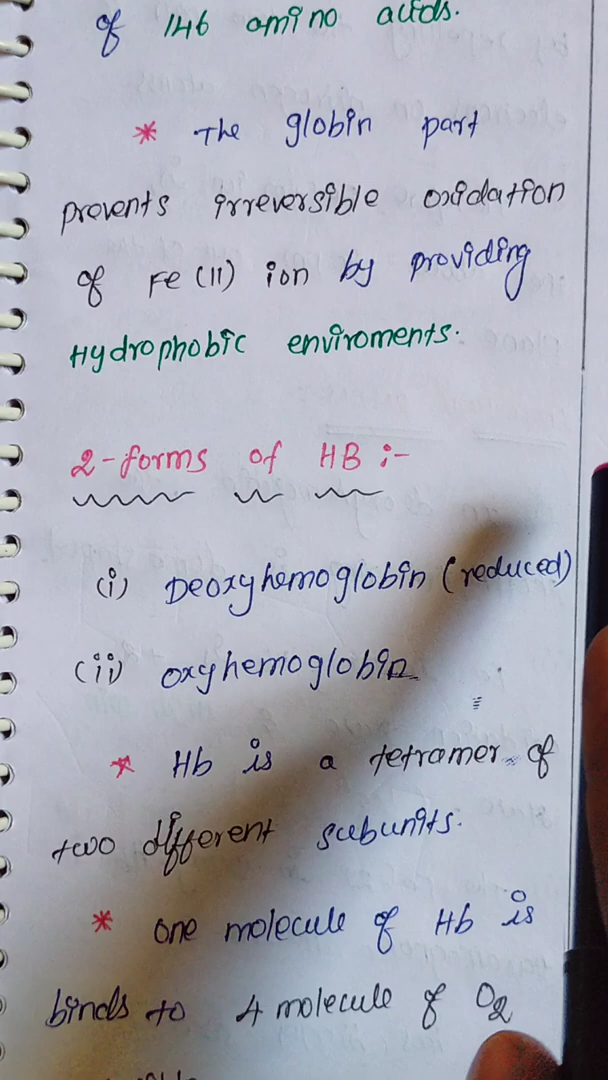 of 146 amino acids.
* The globin part
prevents irreversible oxidation
of Fe (II) ion by providing
Hydrophobic enviroments.
2-forms of HB :-
(i) Deoxyhemoglobin (reduced)
(ii) oxyhemoglobin
* Hb is a tetramer of
two different subunits.
* one molecule of Hb is
binds to 4 molecule of O2